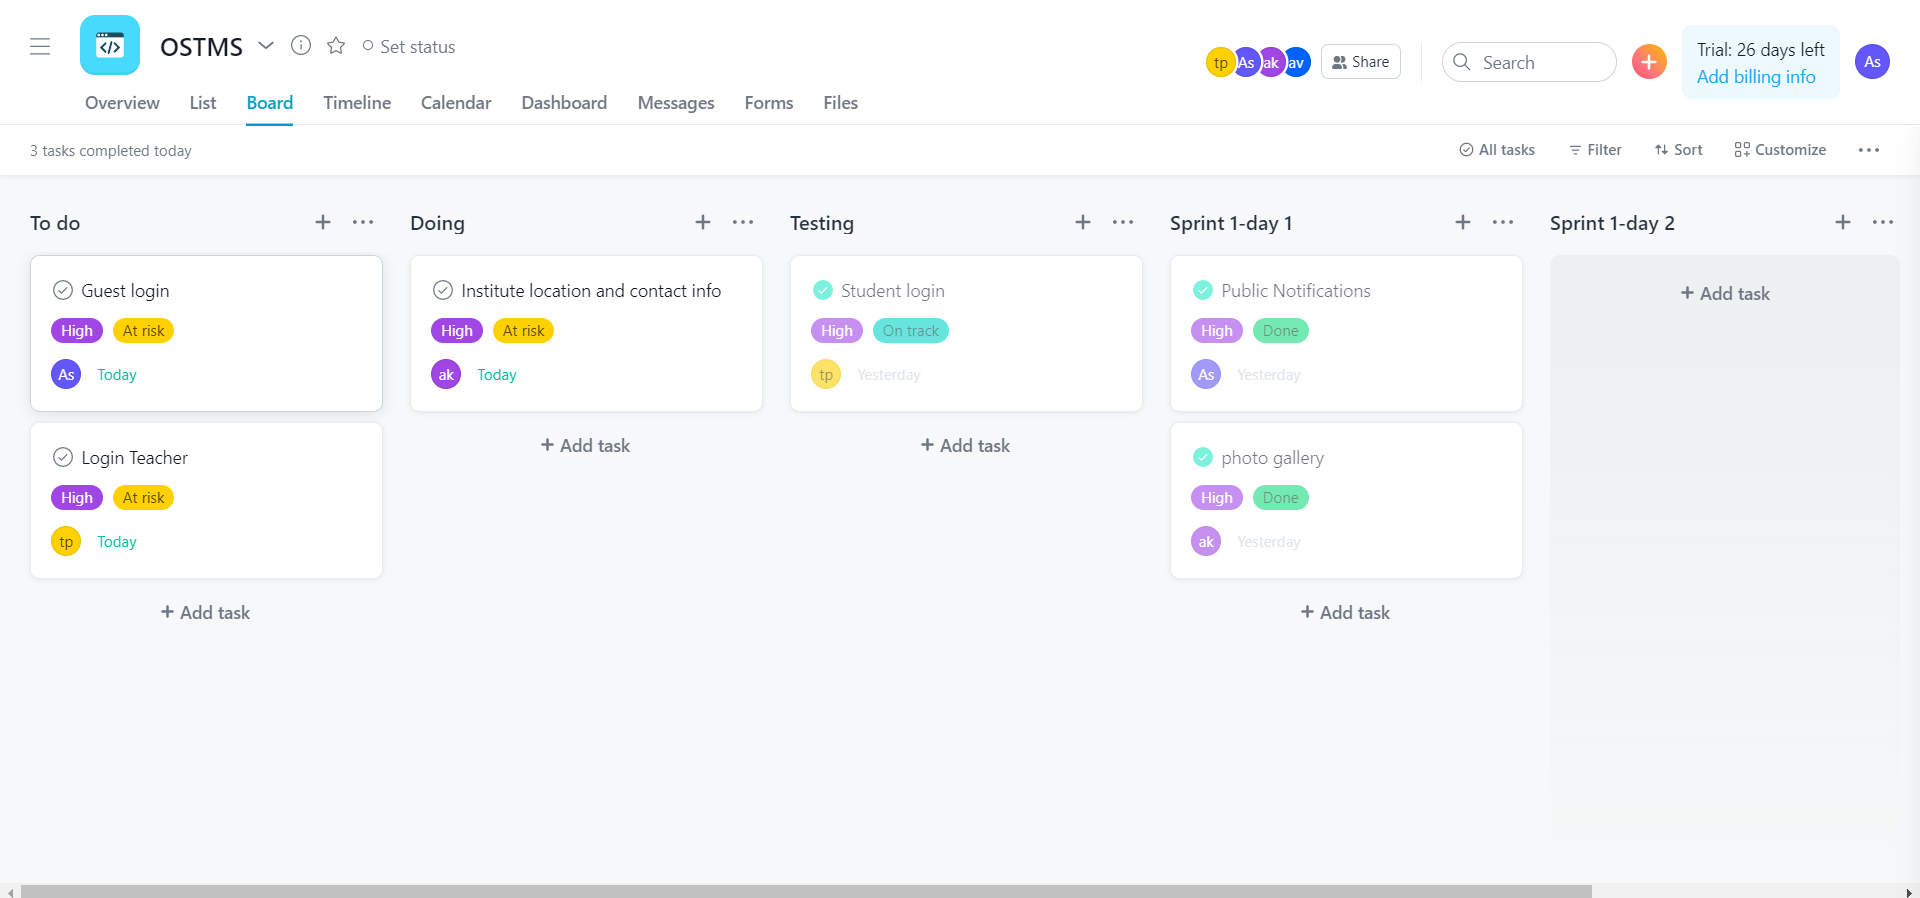 OSTMS
Set status
tp As ak av
Share
Search
Trial: 26 days left
Add billing info
As
Overview List Board Timeline Calendar Dashboard Messages Forms Files
3 tasks completed today
All tasks Filter Sort Customize
To do
Guest login
High At risk
As Today
Login Teacher
High At risk
tp Today
+ Add task
Doing
Institute location and contact info
High At risk
ak Today
+ Add task
Testing
Student login
High On track
tp Yesterday
+ Add task
Sprint 1-day 1
Public Notifications
High Done
As Yesterday
photo gallery
High Done
ak Yesterday
+ Add task
Sprint 1-day 2
+ Add task